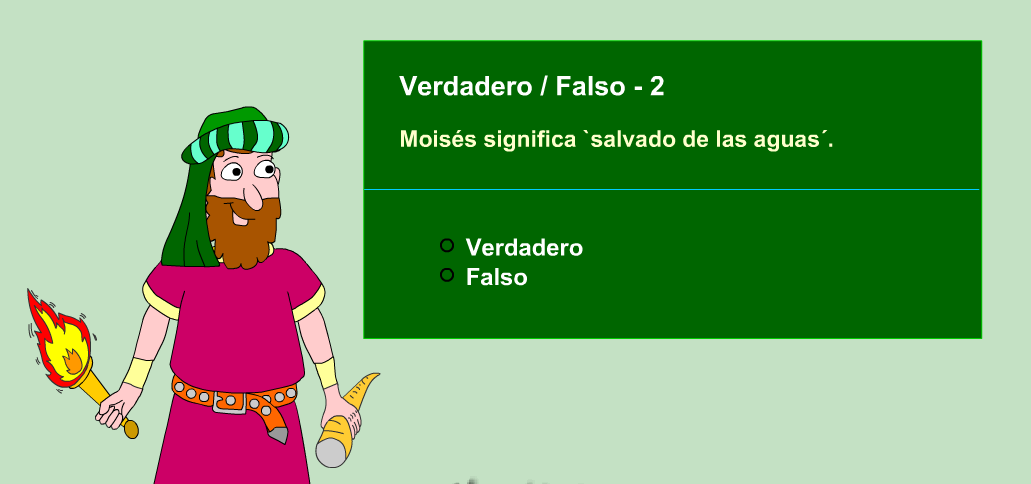 Verdadero / Falso - 2
Moisés significa `salvado de las aguas´.
Verdadero
Falso